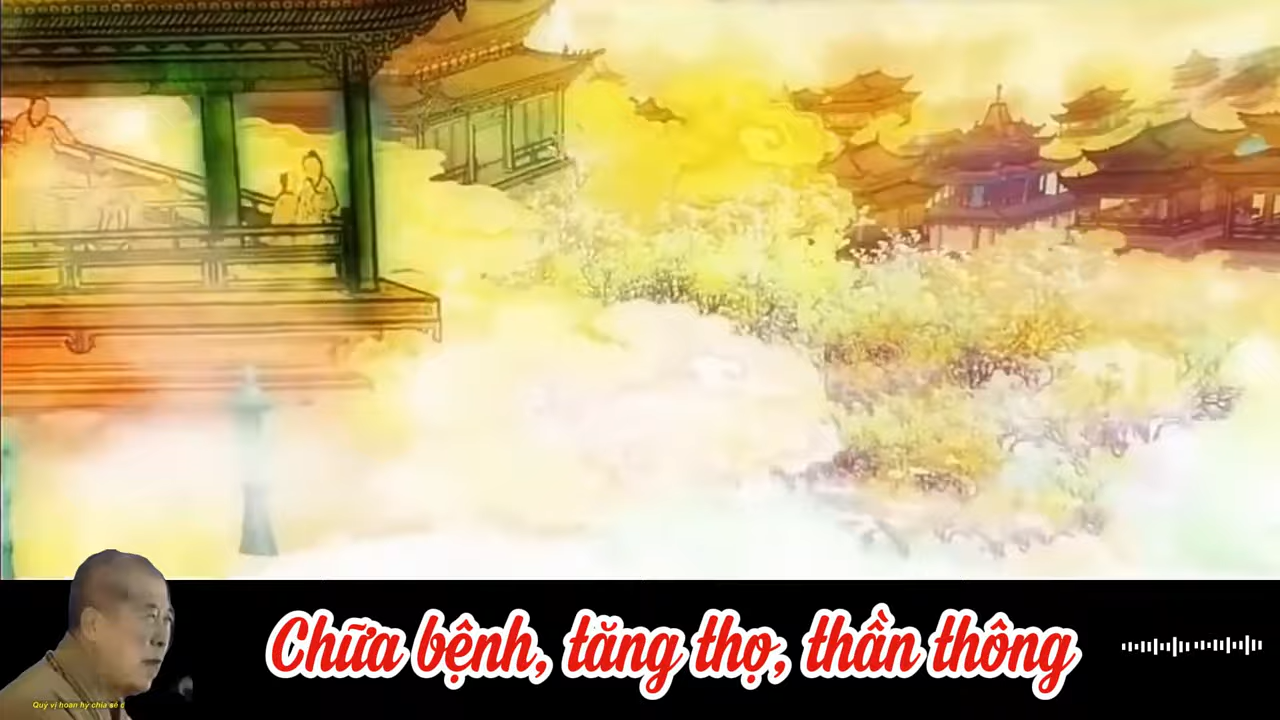 Chữa bệnh, tăng thọ, thần thông
Quý vị hoan hỷ chia sẻ